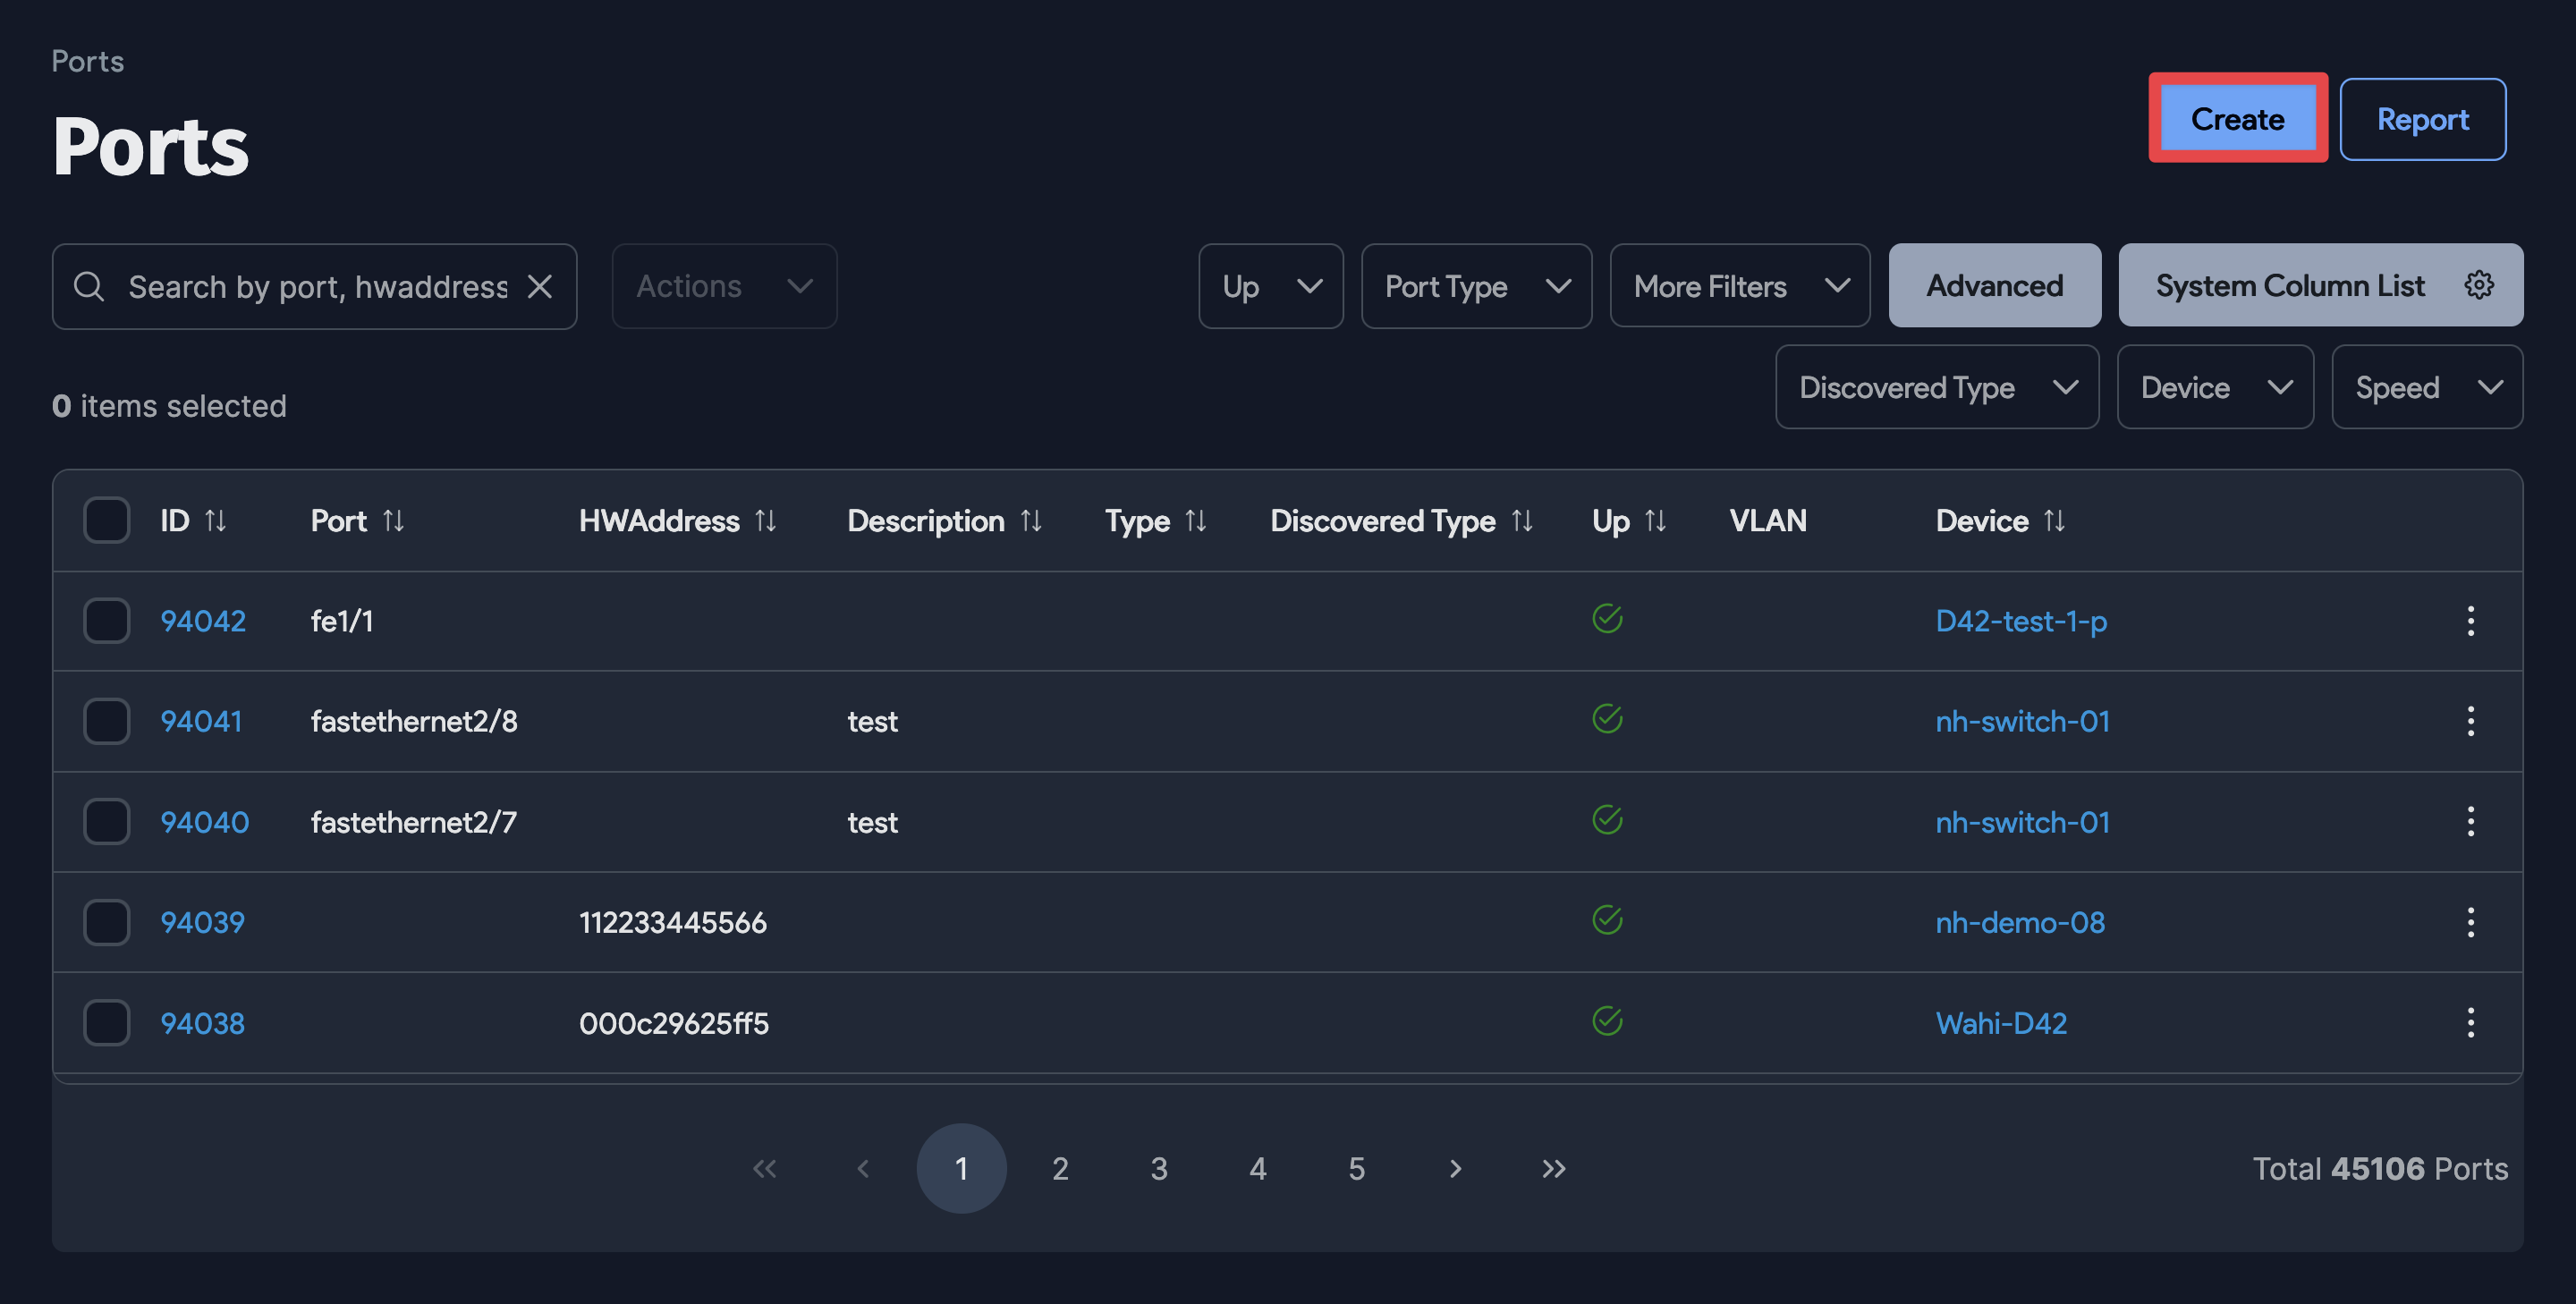 Ports
Ports
Create Report
Search by port, hwaddress Actions Up Port Type More Filters Advanced System Column List
Discovered Type Device Speed
0 items selected
ID Port HWAddress Description Type Discovered Type Up VLAN Device
94042 fe1/1 D42-test-1-p
94041 fastethernet2/8 test nh-switch-01
94040 fastethernet2/7 test nh-switch-01
94039 112233445566 nh-demo-08
94038 000c29625ff5 Wahi-D42
1 2 3 4 5 Total 45106 Ports